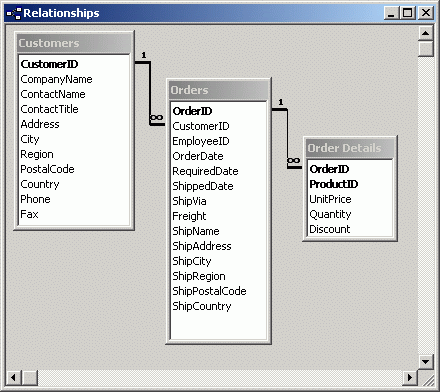 Relationships
Customers
CustomerID
CompanyName
ContactName
ContactTitle
Address
City
Region
PostalCode
Country
Phone
Fax
1
∞
Orders
OrderID
CustomerID
EmployeeID
OrderDate
RequiredDate
ShippedDate
ShipVia
Freight
ShipName
ShipAddress
ShipCity
ShipRegion
ShipPostalCode
ShipCountry
1
∞
Order Details
OrderID
ProductID
UnitPrice
Quantity
Discount